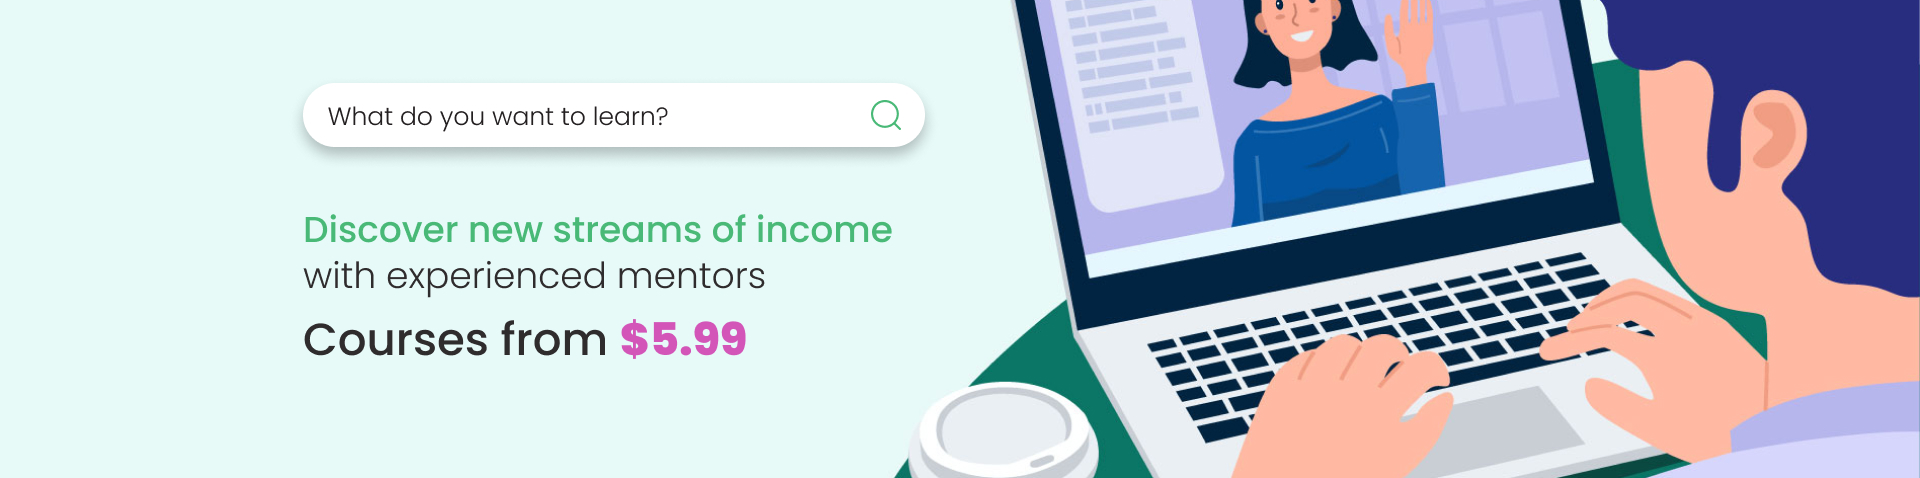 What do you want to learn?
Discover new streams of income
with experienced mentors
Courses from $5.99